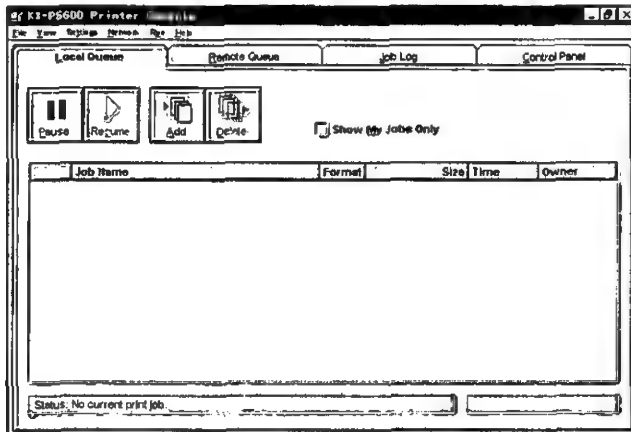 KX-PS600 Printer
File View Settings Network Help
Local Queue Remote Queue Job Log Control Panel
Pause Resume Add Delete
Show My Jobs Only
Job Name Format Size Time Owner
Status: No current print job.